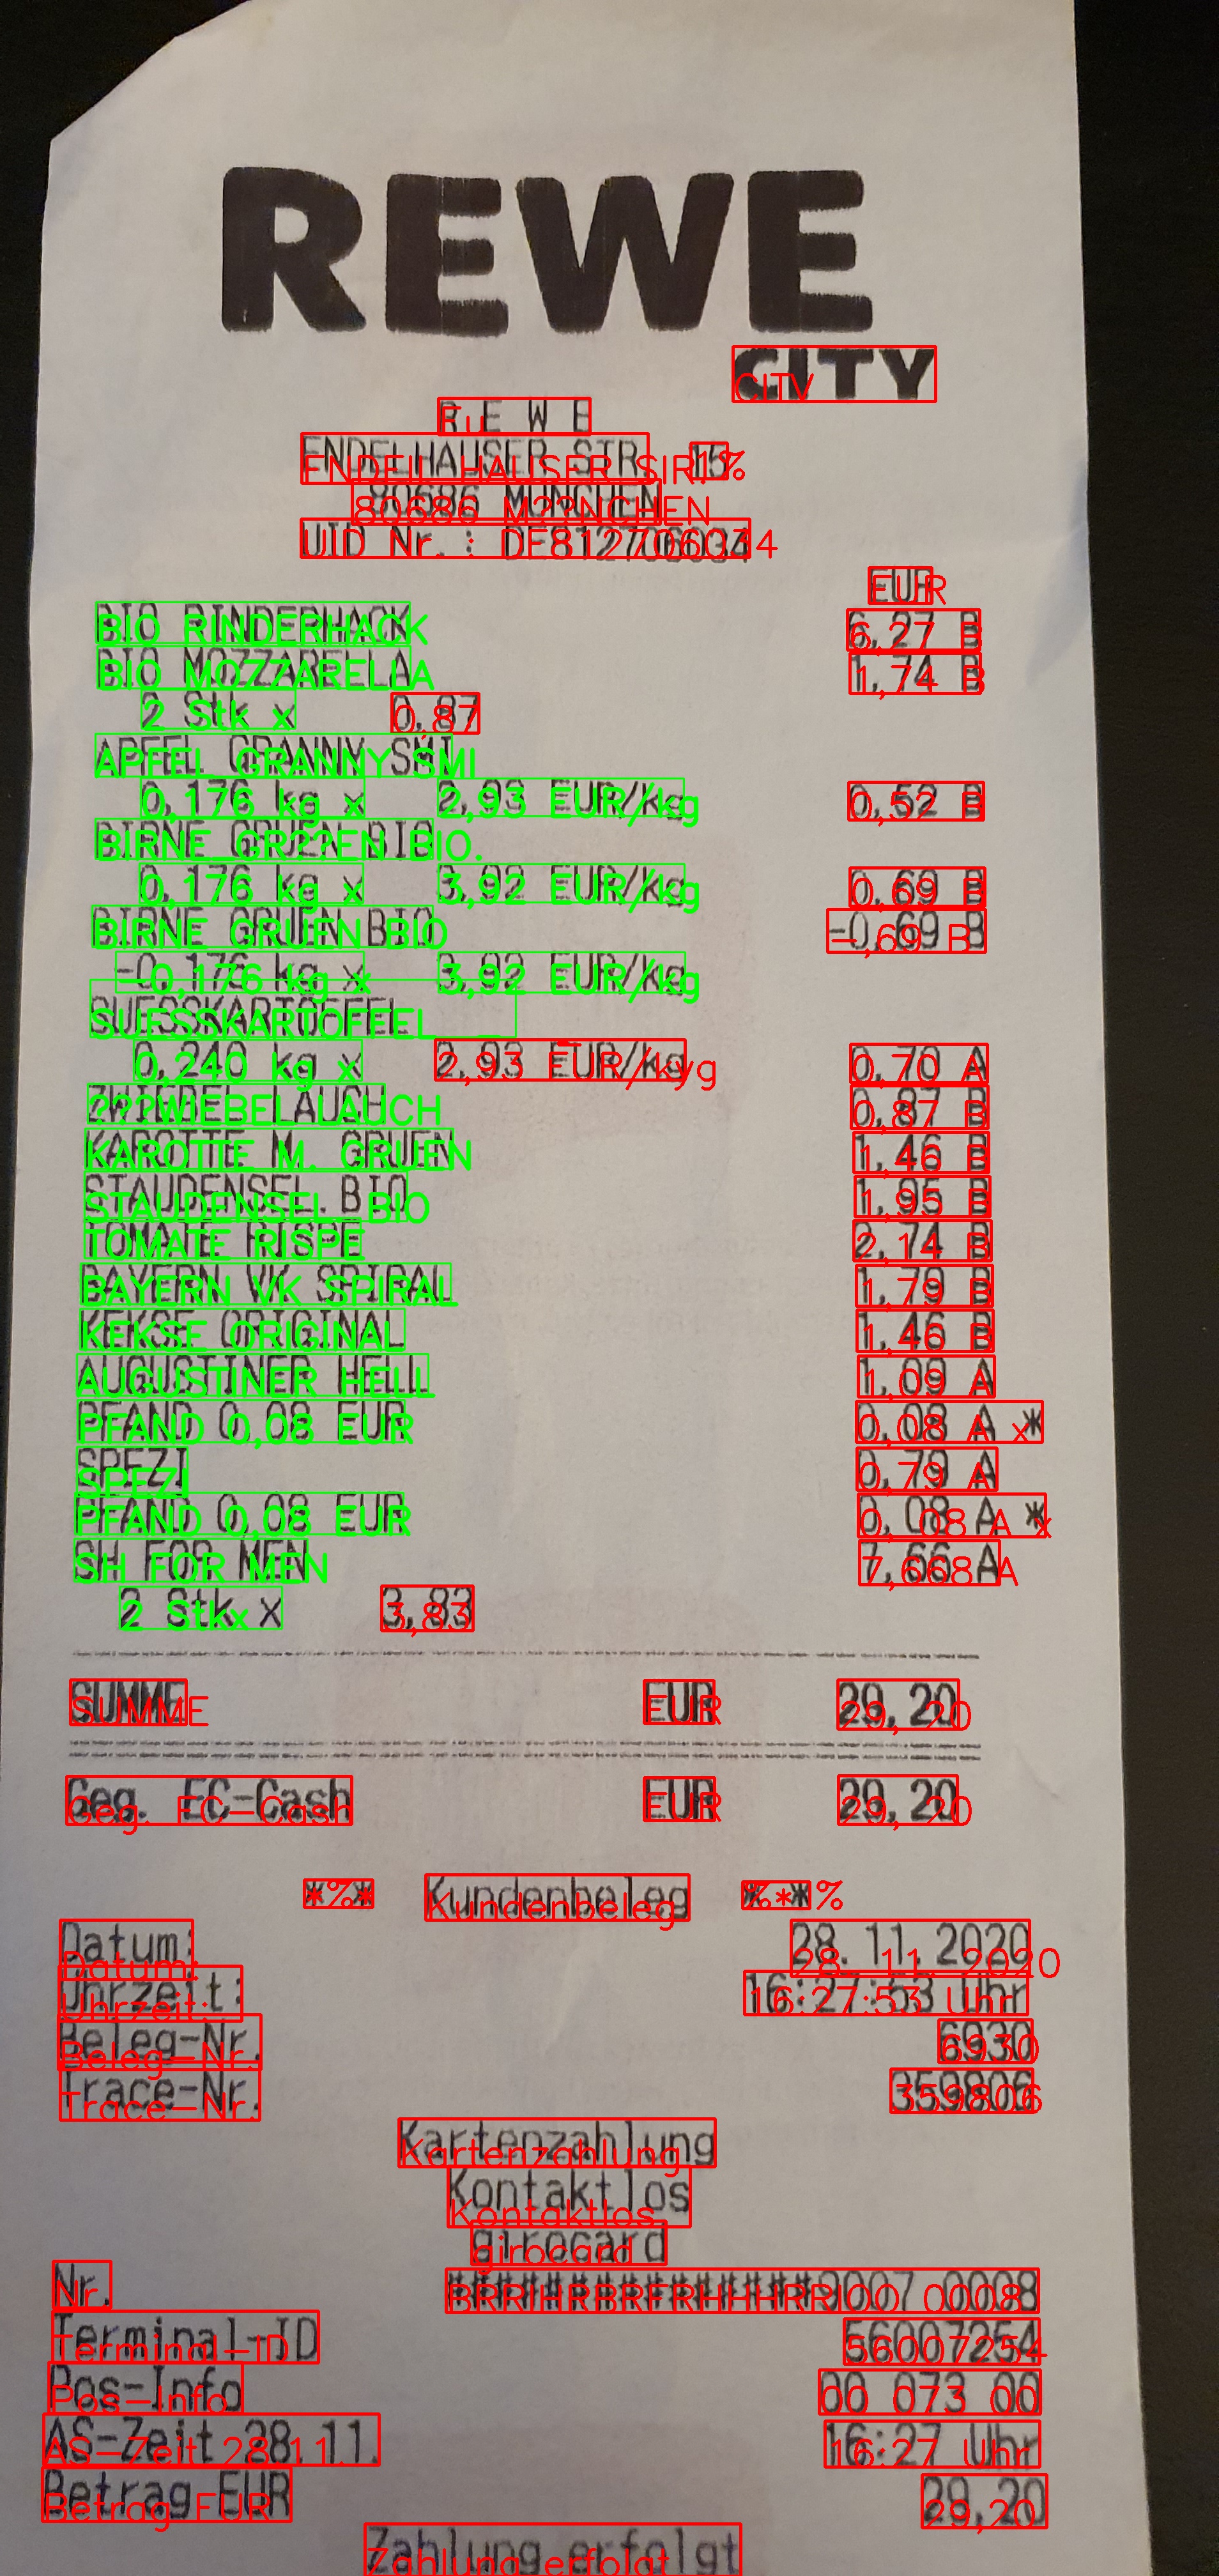 REWE
CITY
R E W E
ENDELHAUSER STR. 15
80686 MÜNCHEN
UID Nr. : DE812706034
EUR
BIO RINDERHACK 6,27 B
BIO MOZZARELLA 1,74 B
2 Stk x 0,87
APFEL GRANNY SMI
0,176 kg x 2,93 EUR/kg 0,52 B
BIRNE GRUEN BIO
0,176 kg x 3,92 EUR/kg 0,69 B
BIRNE GRUEN BIO -0,69 B
-0,176 kg x 3,92 EUR/kg
SUESSKARTOFFEL
0,240 kg x 2,93 EUR/kg 0,70 A
ZWIEBELLAUCH 0,87 B
KAROTTE M. GRUEN 1,46 B
STAUDENSEL. BIO 1,95 B
TOMATE RISPE 2,14 B
BAYERN VK SPIRAL 1,79 B
KEKSE ORIGINAL 1,46 B
AUGUSTINER HELL 1,09 A
PFAND 0,08 EUR 0,08 A *
SPEZI 0,79 A
PFAND 0,08 EUR 0,08 A *
SH FOR MEN 7,66 A
2 Stk x 3,83
SUMME EUR 29,20
Geg. EC-Cash EUR 29,20
Kundenbeleg
Datum: 28.11.2020
Uhrzeit: 16:27:53 Uhr
Beleg-Nr. 6930
Trace-Nr. 359806
Kartenzahlung
Kontaktlos
girocard
Nr. ###############0007 0008
Terminal-ID 56007254
Pos-Info 00 073 00
AS-Zeit 28.11. 16:27 Uhr
Betrag EUR 29,20
Zahlung erfolgt